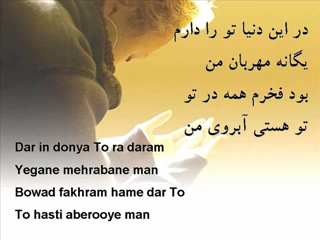 در این دنیا تو را دارم
یگانه مهربان من
بود فخرم همه در تو
تو هستی آبروی من
Dar in donya To ra daram
Yegane mehrabane man
Bowad fakhram hame dar To
To hasti aberooye man